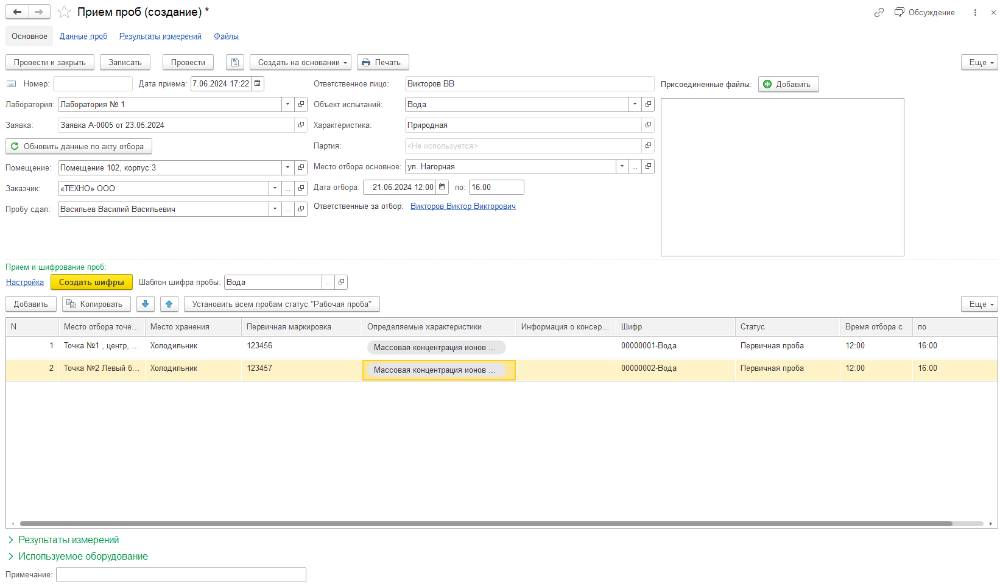 Прием проб (создание) *
Обсуждение
Основное Данные проб Результаты измерений Файлы
Провести и закрыть Записать Провести Создать на основании Печать Еще
Номер: Дата приема: 7.06.2024 17:22 Ответственное лицо: Викторов ВВ Присоединенные файлы: Добавить
Лаборатория: Лаборатория № 1 Объект испытаний: Вода
Заявка: Заявка А-0005 от 23.05.2024 Характеристика: Природная
Обновить данные по акту отбора Партия: <Не используется>
Помещение: Помещение 102, корпус 3 Место отбора основное: ул. Нагорная
Заказчик: «ТЕХНО» ООО Дата отбора: 21.06.2024 12:00 по: 16:00
Пробу сдал: Васильев Василий Васильевич Ответственные за отбор: Викторов Виктор Викторович
Прием и шифрование проб:
Настройка Создать шифры Шаблон шифра пробы: Вода
Добавить Копировать Установить всем пробам статус "Рабочая проба" Еще
N Место отбора точе... Место хранения Первичная маркировка Определяемые характеристики Информация о консер... Шифр Статус Время отбора с по
1 Точка №1 , центр, ... Холодильник 123456 Массовая концентрация ионов ... 00000001-Вода Первичная проба 12:00 16:00
2 Точка №2 Левый б... Холодильник 123457 Массовая концентрация ионов ... 00000002-Вода Первичная проба 12:00 16:00
Результаты измерений
Используемое оборудование
Примечание: